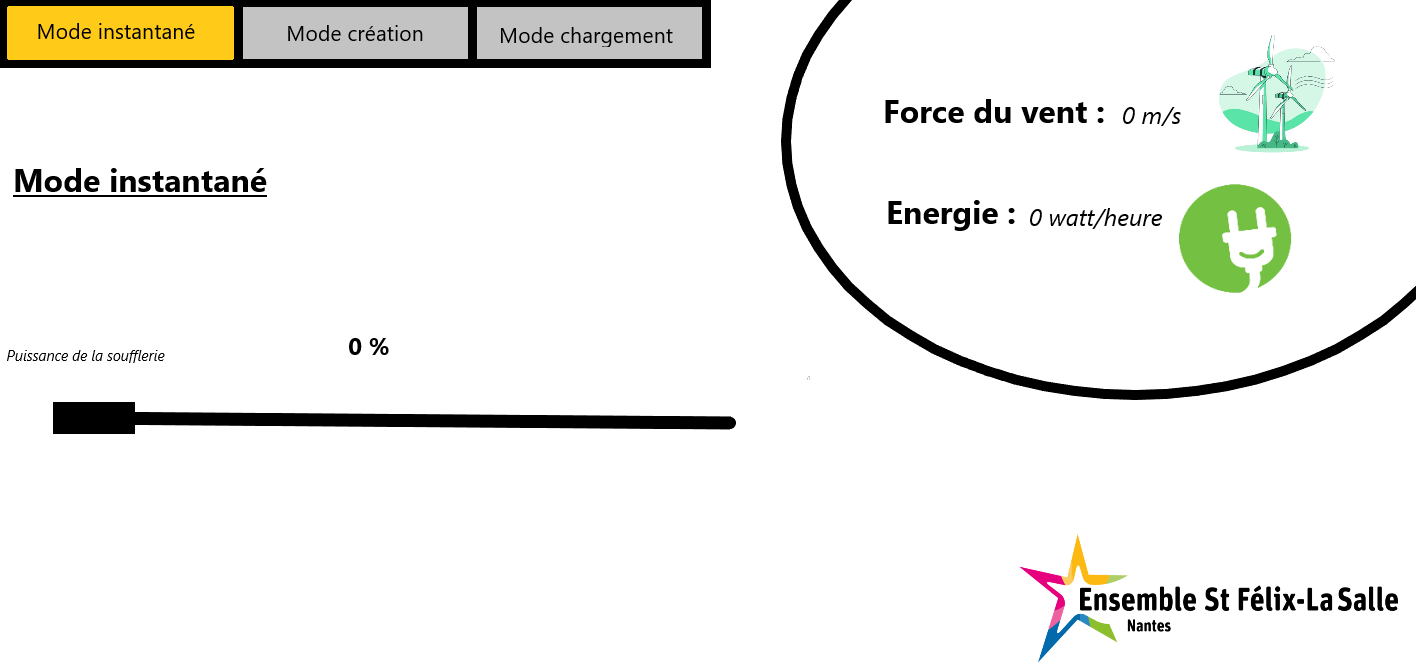 Mode instantané
Mode création
Mode chargement
Force du vent : 0 m/s
Mode instantané
Energie : 0 watt/heure
Puissance de la soufflerie
0 %
Ensemble St Félix-La Salle
Nantes